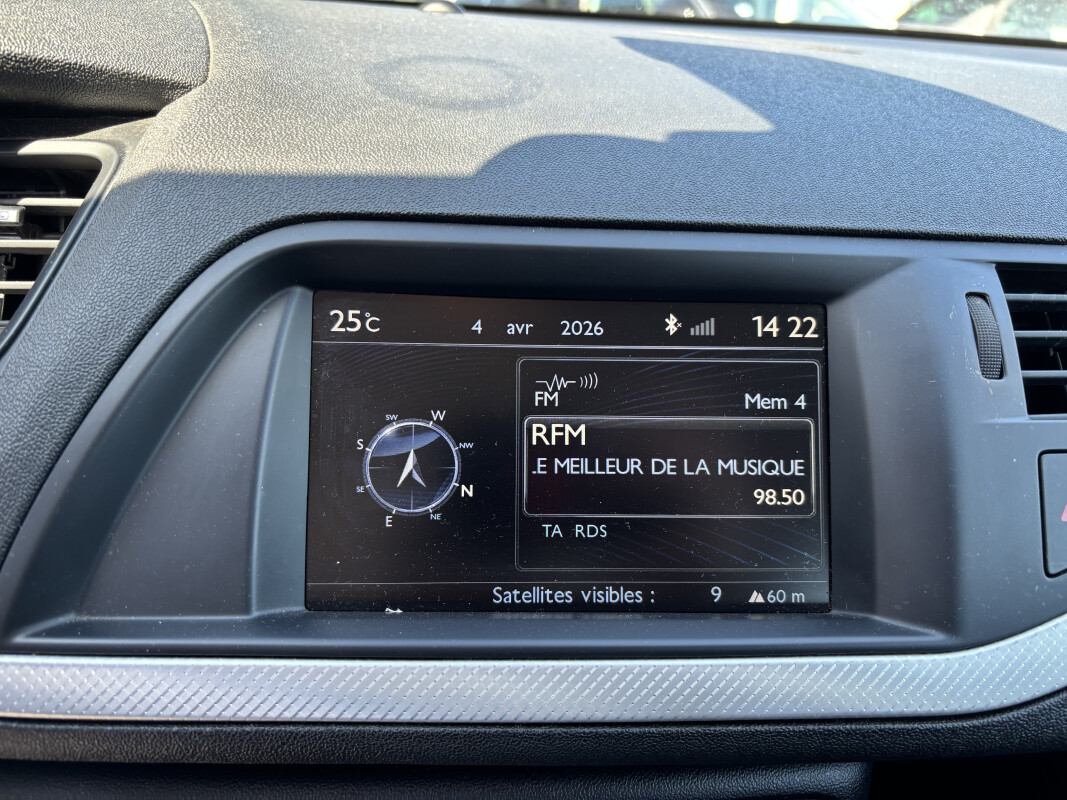 25°C 4 avr 2026 14 22
FM
Mem 4
RFM
LE MEILLEUR DE LA MUSIQUE
98.50
TA RDS
SW W
S NW
SE N
E NE
Satellites visibles : 9 60 m